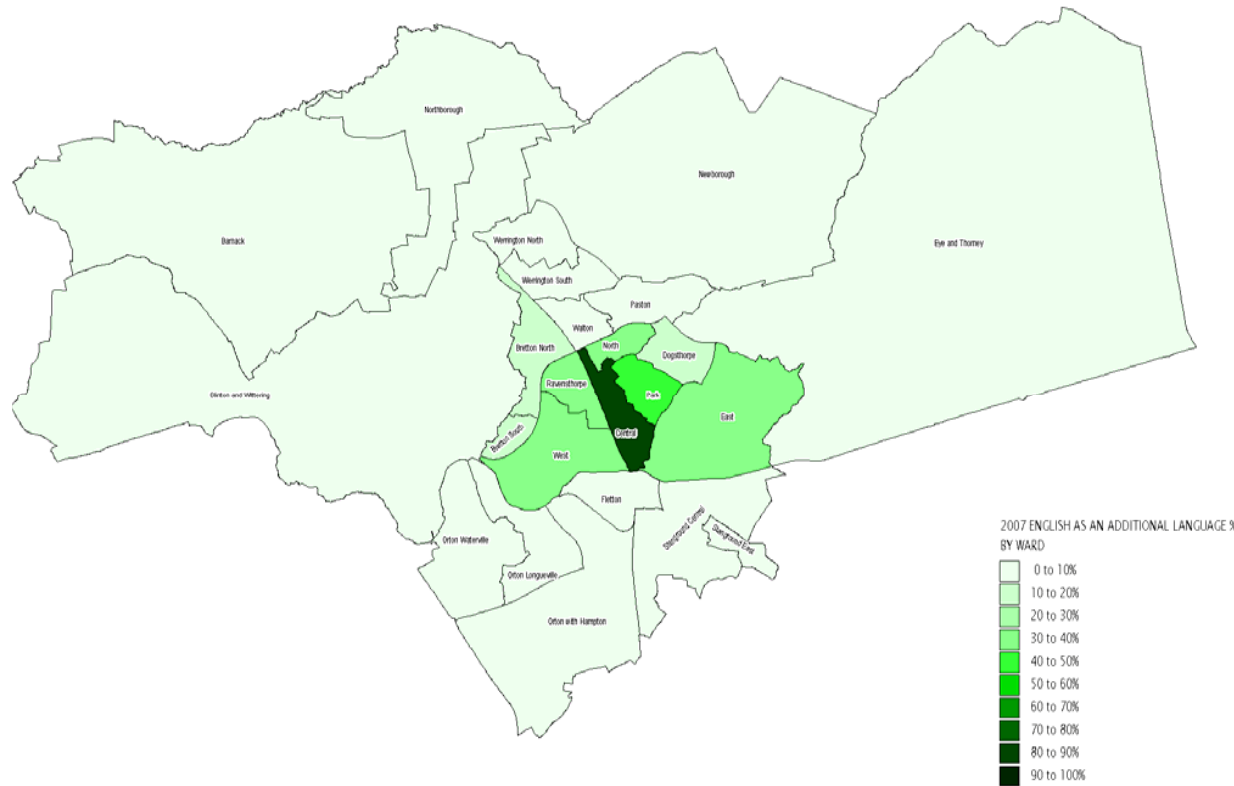 Northborough
Newborough
Barnack
Eye and Thorney
Werrington North
Werrington South
Paston
Walton
North
Bretton North
Dogsthorpe
Ravensthorpe
Park
Glinton and Wittering
East
Central
Bretton South
West
Fletton
Stanground Central
Stanground East
Orton Waterville
Orton Longueville
Orton with Hampton
2007 ENGLISH AS AN ADDITIONAL LANGUAGE %
BY WARD
0 to 10%
10 to 20%
20 to 30%
30 to 40%
40 to 50%
50 to 60%
60 to 70%
70 to 80%
80 to 90%
90 to 100%